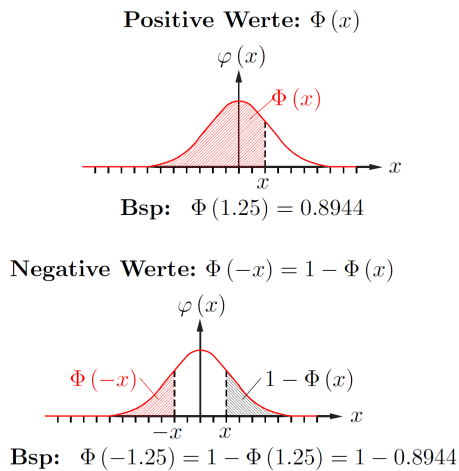 Positive Werte: Φ(x)
φ(x)
Φ(x)
x
x
Bsp: Φ(1.25) = 0.8944
Negative Werte: Φ(−x) = 1 − Φ(x)
φ(x)
Φ(−x)
1 − Φ(x)
x
−x
x
Bsp: Φ(−1.25) = 1 − Φ(1.25) = 1 − 0.8944